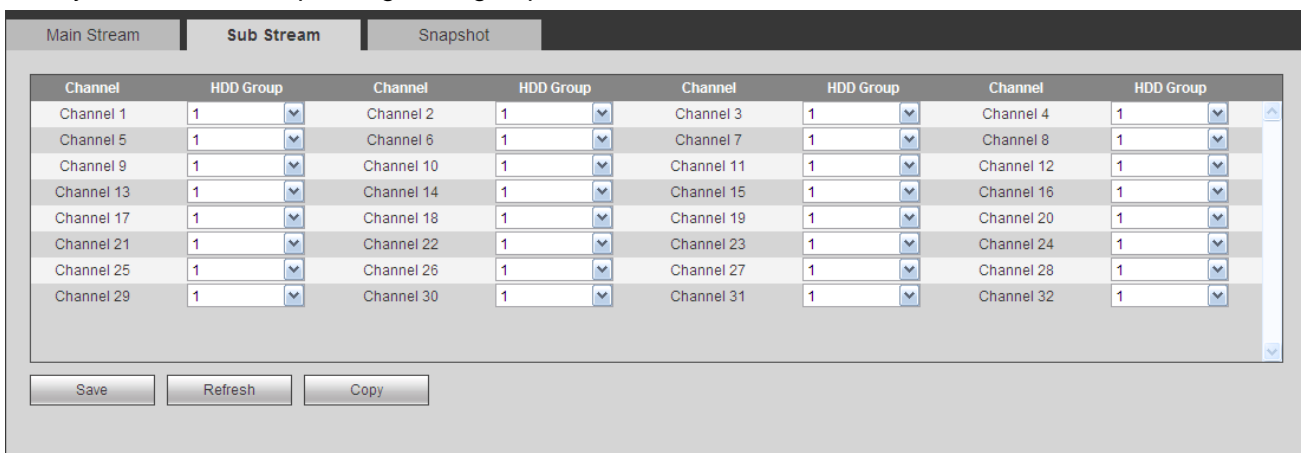 Main Stream Sub Stream Snapshot
Channel HDD Group Channel HDD Group Channel HDD Group Channel HDD Group
Channel 1 1 Channel 2 1 Channel 3 1 Channel 4 1
Channel 5 1 Channel 6 1 Channel 7 1 Channel 8 1
Channel 9 1 Channel 10 1 Channel 11 1 Channel 12 1
Channel 13 1 Channel 14 1 Channel 15 1 Channel 16 1
Channel 17 1 Channel 18 1 Channel 19 1 Channel 20 1
Channel 21 1 Channel 22 1 Channel 23 1 Channel 24 1
Channel 25 1 Channel 26 1 Channel 27 1 Channel 28 1
Channel 29 1 Channel 30 1 Channel 31 1 Channel 32 1
Save Refresh Copy